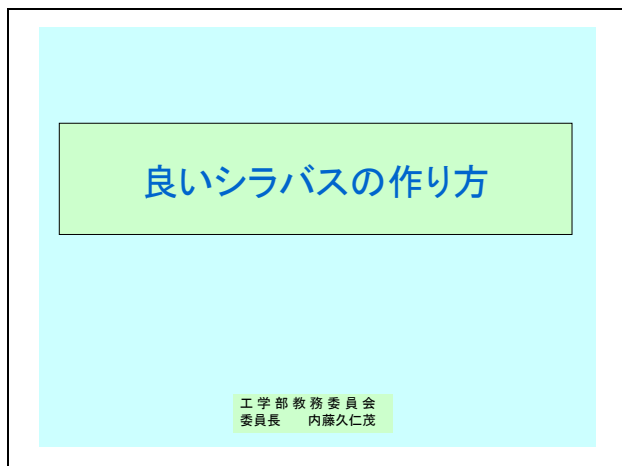 良いシラバスの作り方
工学部教務委員会
委員長　内藤久仁茂